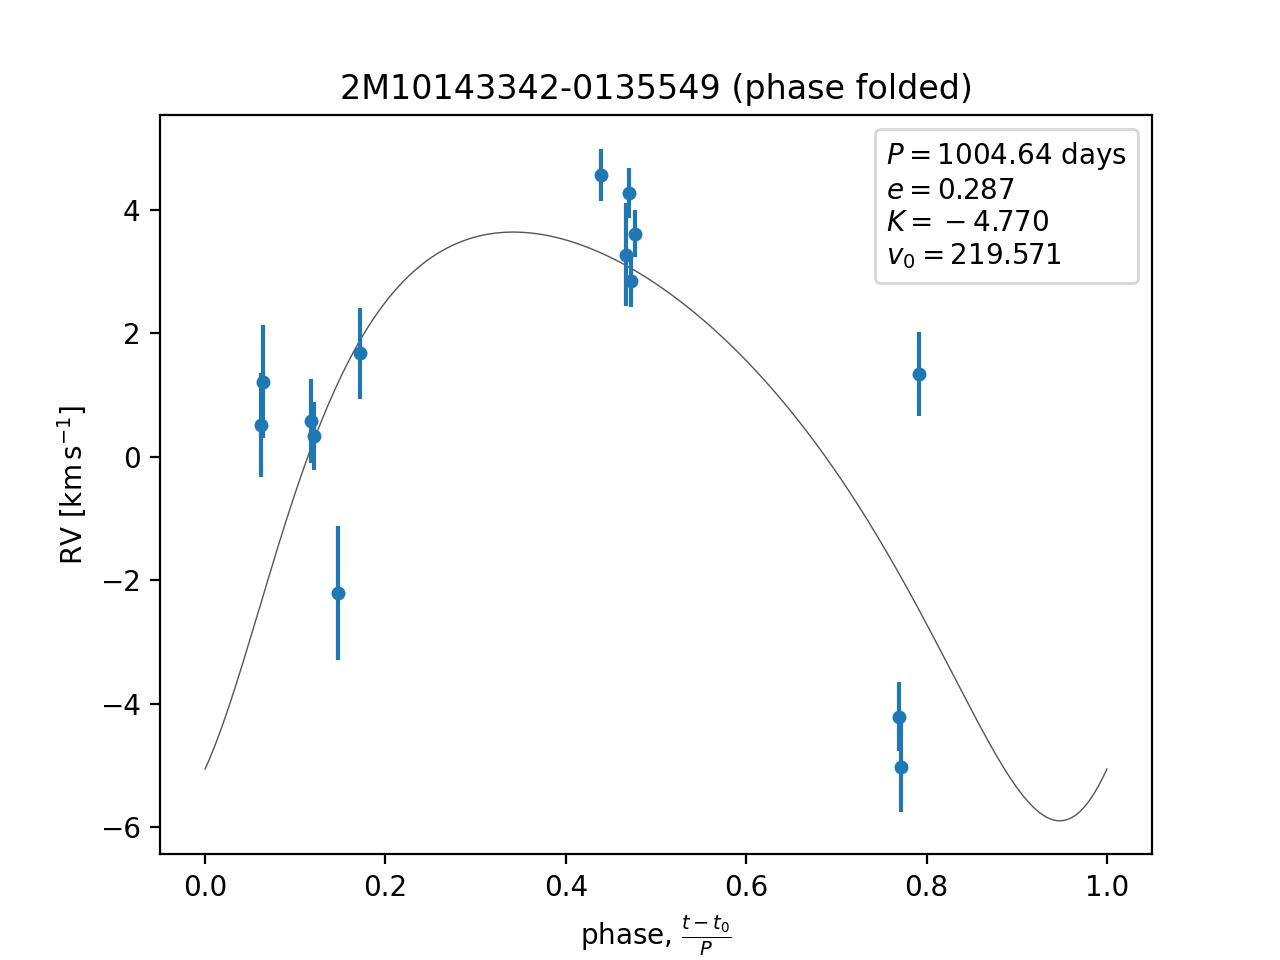 2M10143342-0135549 (phase folded)
P = 1004.64 days
e = 0.287
K = −4.770
v₀ = 219.571
RV [km s⁻¹]
4
2
0
−2
−4
−6
0.0 0.2 0.4 0.6 0.8 1.0
phase, (t − t₀)/P